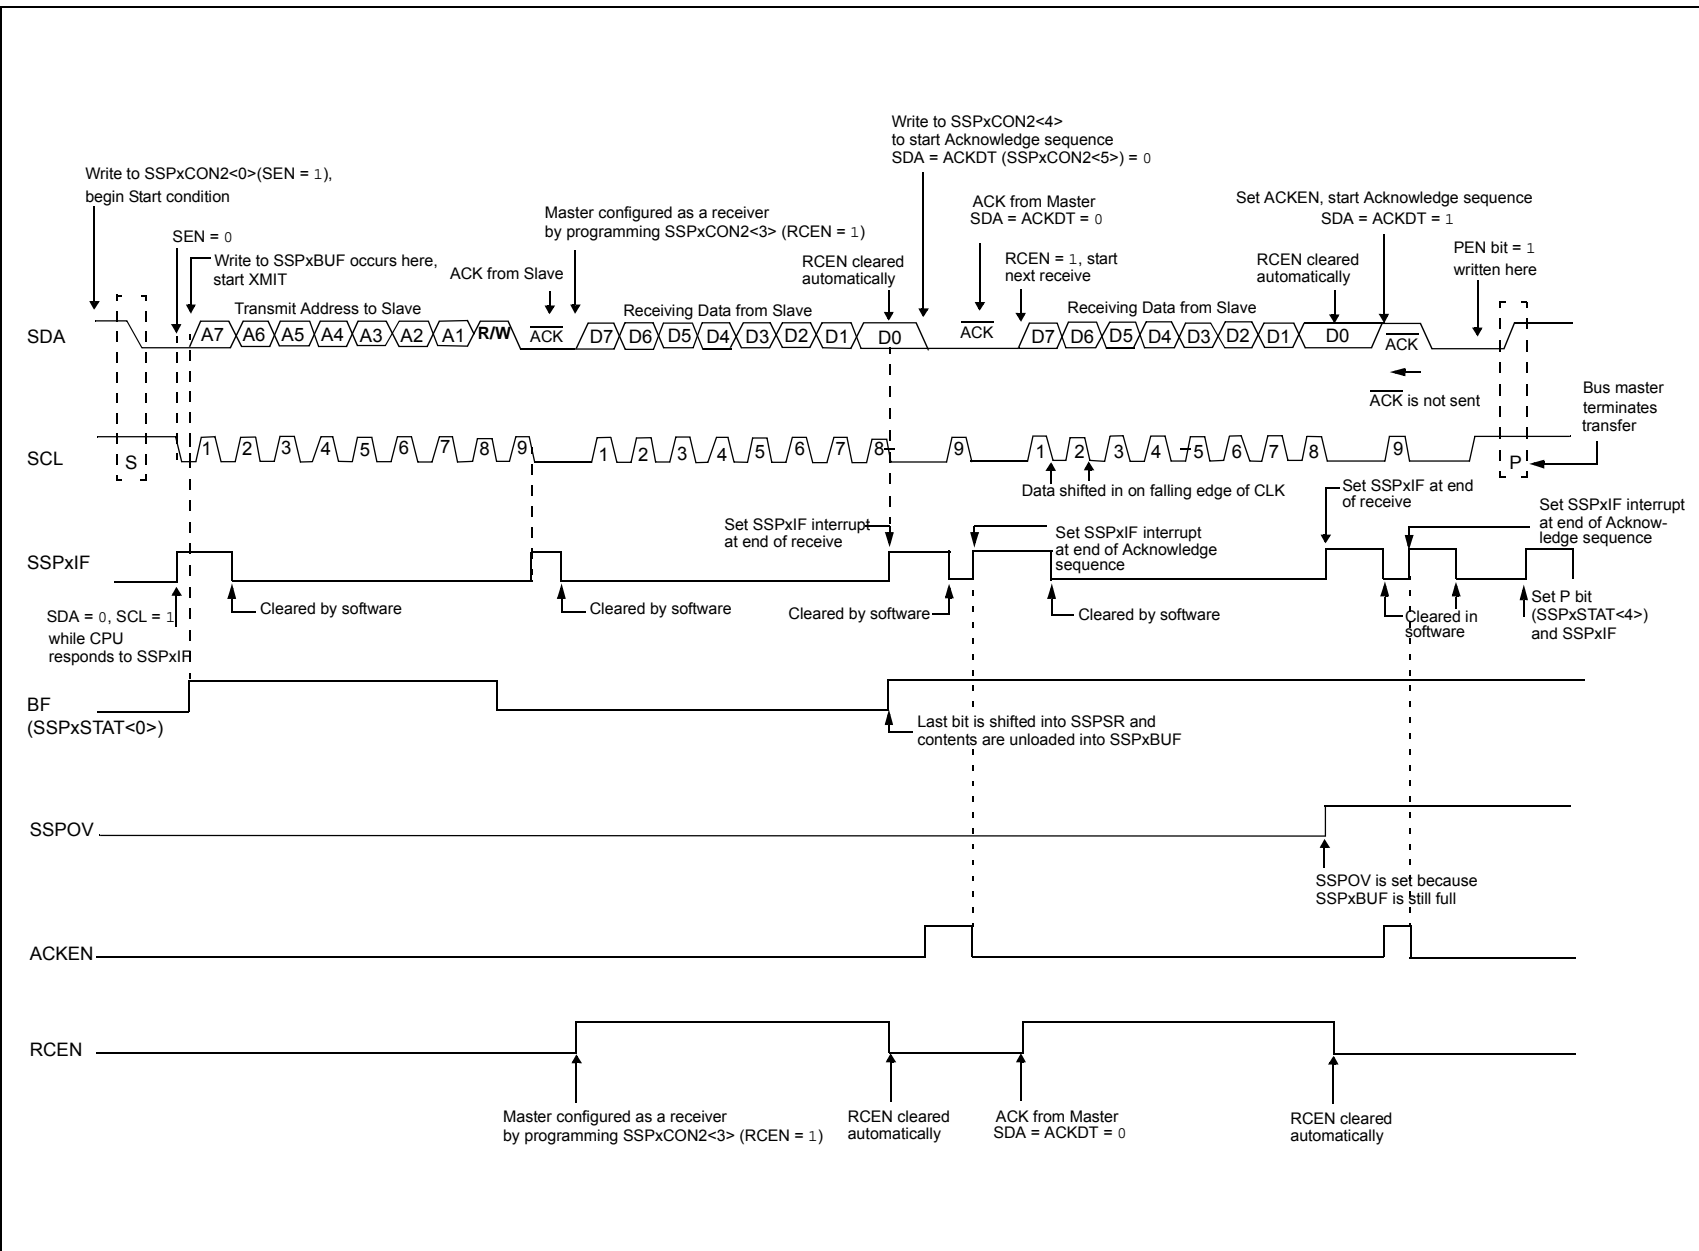 Write to SSPxCON2<4>
to start Acknowledge sequence
SDA = ACKDT (SSPxCON2<5>) = 0
Write to SSPxCON2<0>(SEN = 1),
begin Start condition
ACK from Master
SDA = ACKDT = 0
Set ACKEN, start Acknowledge sequence
SDA = ACKDT = 1
Master configured as a receiver
by programming SSPxCON2<3> (RCEN = 1)
SEN = 0
PEN bit = 1
written here
Write to SSPxBUF occurs here,
start XMIT
ACK from Slave
RCEN cleared
automatically
RCEN = 1, start
next receive
RCEN cleared
automatically
Transmit Address to Slave
Receiving Data from Slave
Receiving Data from Slave
SDA
A7 A6 A5 A4 A3 A2 A1 R/W ACK D7 D6 D5 D4 D3 D2 D1 D0 ACK D7 D6 D5 D4 D3 D2 D1 D0 ACK
ACK is not sent
Bus master
terminates
transfer
SCL
S 1 2 3 4 5 6 7 8 9 1 2 3 4 5 6 7 8 9 1 2 3 4 5 6 7 8 9 P
Data shifted in on falling edge of CLK
Set SSPxIF at end
of receive
Set SSPxIF interrupt
at end of receive
Set SSPxIF interrupt
at end of Acknowledge
sequence
Set SSPxIF interrupt
at end of Acknow-
ledge sequence
SSPxIF
SDA = 0, SCL = 1
while CPU
responds to SSPxIF
Cleared by software
Cleared by software
Cleared by software
Cleared by software
Cleared in
software
Set P bit
(SSPxSTAT<4>)
and SSPxIF
BF
(SSPxSTAT<0>)
Last bit is shifted into SSPSR and
contents are unloaded into SSPxBUF
SSPOV
SSPOV is set because
SSPxBUF is still full
ACKEN
RCEN
Master configured as a receiver
by programming SSPxCON2<3> (RCEN = 1)
RCEN cleared
automatically
ACK from Master
SDA = ACKDT = 0
RCEN cleared
automatically